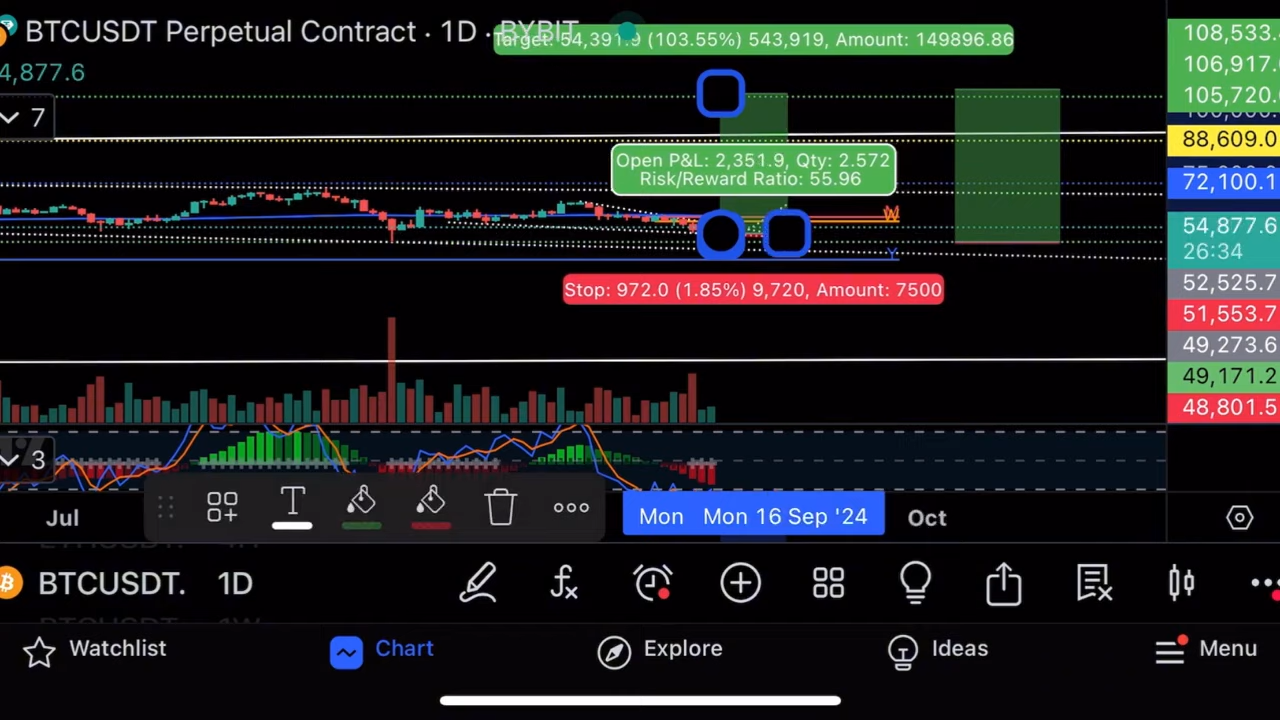 BTCUSDT Perpetual Contract · 1D · BYBIT
Target: 54,391.9 (103.55%) 543,919, Amount: 149896.86
4,877.6
7
Open P&L: 2,351.9, Qty: 2.572
Risk/Reward Ratio: 55.96
W
Y
Stop: 972.0 (1.85%) 9,720, Amount: 7500
108,533.
106,917.
105,720.
88,609.0
72,100.1
54,877.6
26:34
52,525.7
51,553.7
49,273.6
49,171.2
48,801.5
3
T
Jul
Mon
Mon 16 Sep '24
Oct
BTCUSDT.
1D
fx
Watchlist
Chart
Explore
Ideas
Menu